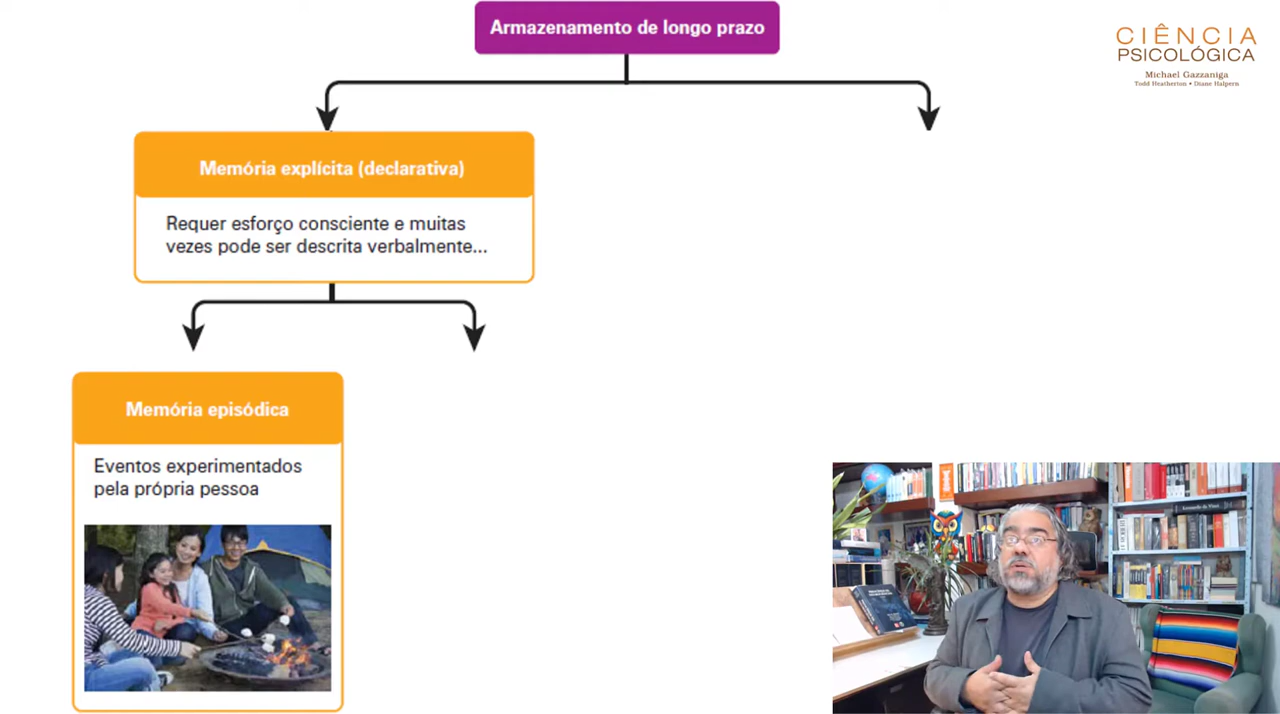 Armazenamento de longo prazo
CIÊNCIA
PSICOLÓGICA
Michael Gazzaniga
Todd Heatherton • Diane Halpern
Memória explícita (declarativa)
Requer esforço consciente e muitas
vezes pode ser descrita verbalmente...
Memória episódica
Eventos experimentados
pela própria pessoa